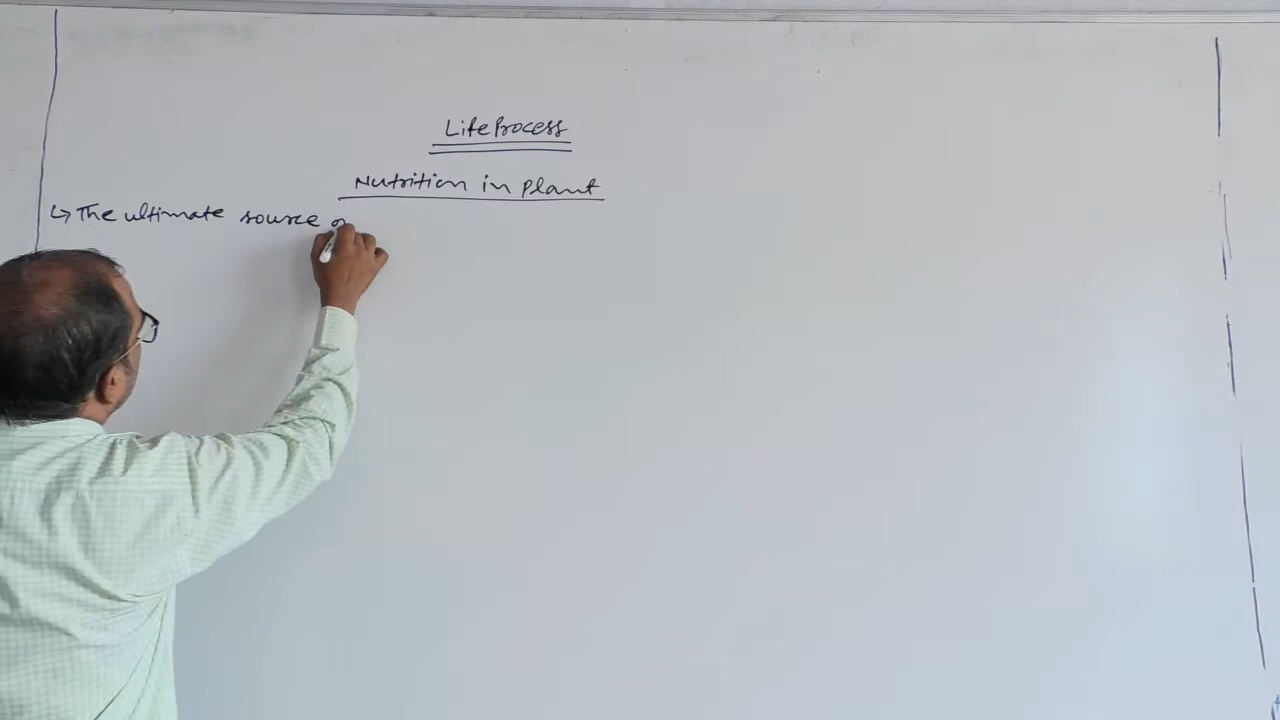 Life Process
Nutrition in plant
↳ The ultimate source o